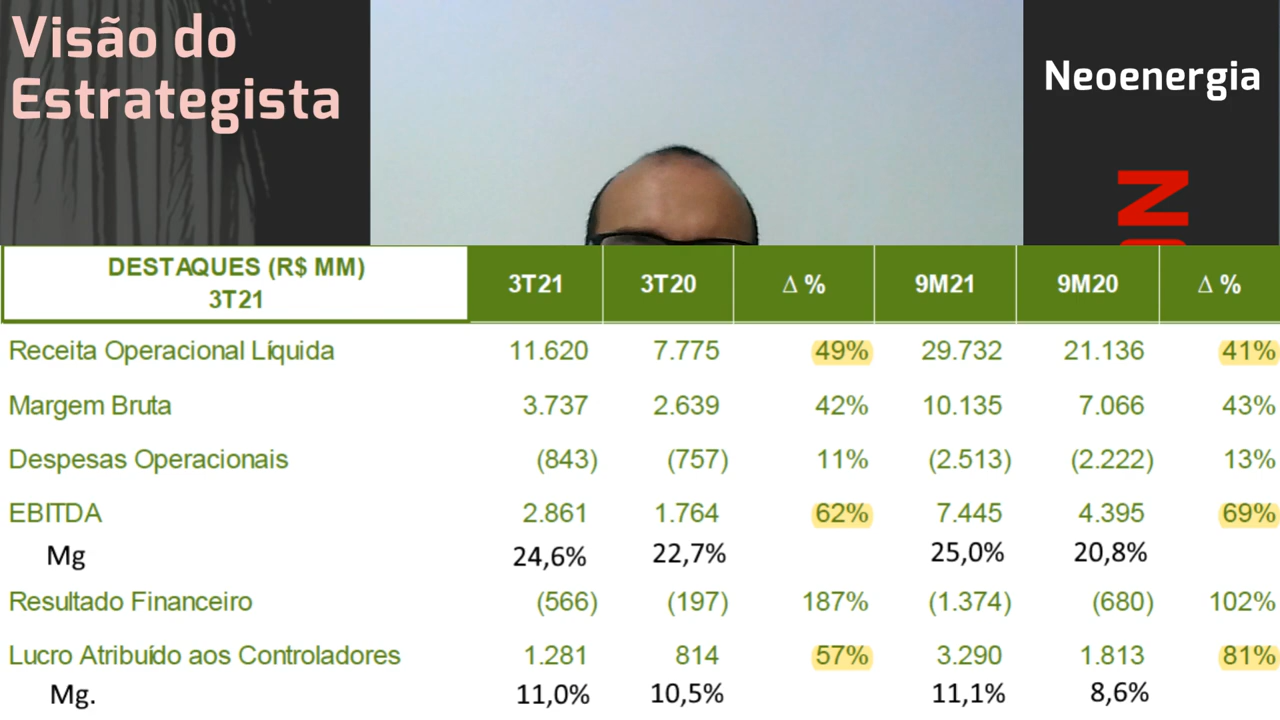 Visão do
Estrategista
Neoenergia
N
DESTAQUES (R$ MM)
3T21 3T21 3T20 Δ % 9M21 9M20 Δ %
Receita Operacional Líquida 11.620 7.775 49% 29.732 21.136 41%
Margem Bruta 3.737 2.639 42% 10.135 7.066 43%
Despesas Operacionais (843) (757) 11% (2.513) (2.222) 13%
EBITDA 2.861 1.764 62% 7.445 4.395 69%
Mg 24,6% 22,7% 25,0% 20,8%
Resultado Financeiro (566) (197) 187% (1.374) (680) 102%
Lucro Atribuído aos Controladores 1.281 814 57% 3.290 1.813 81%
Mg. 11,0% 10,5% 11,1% 8,6%